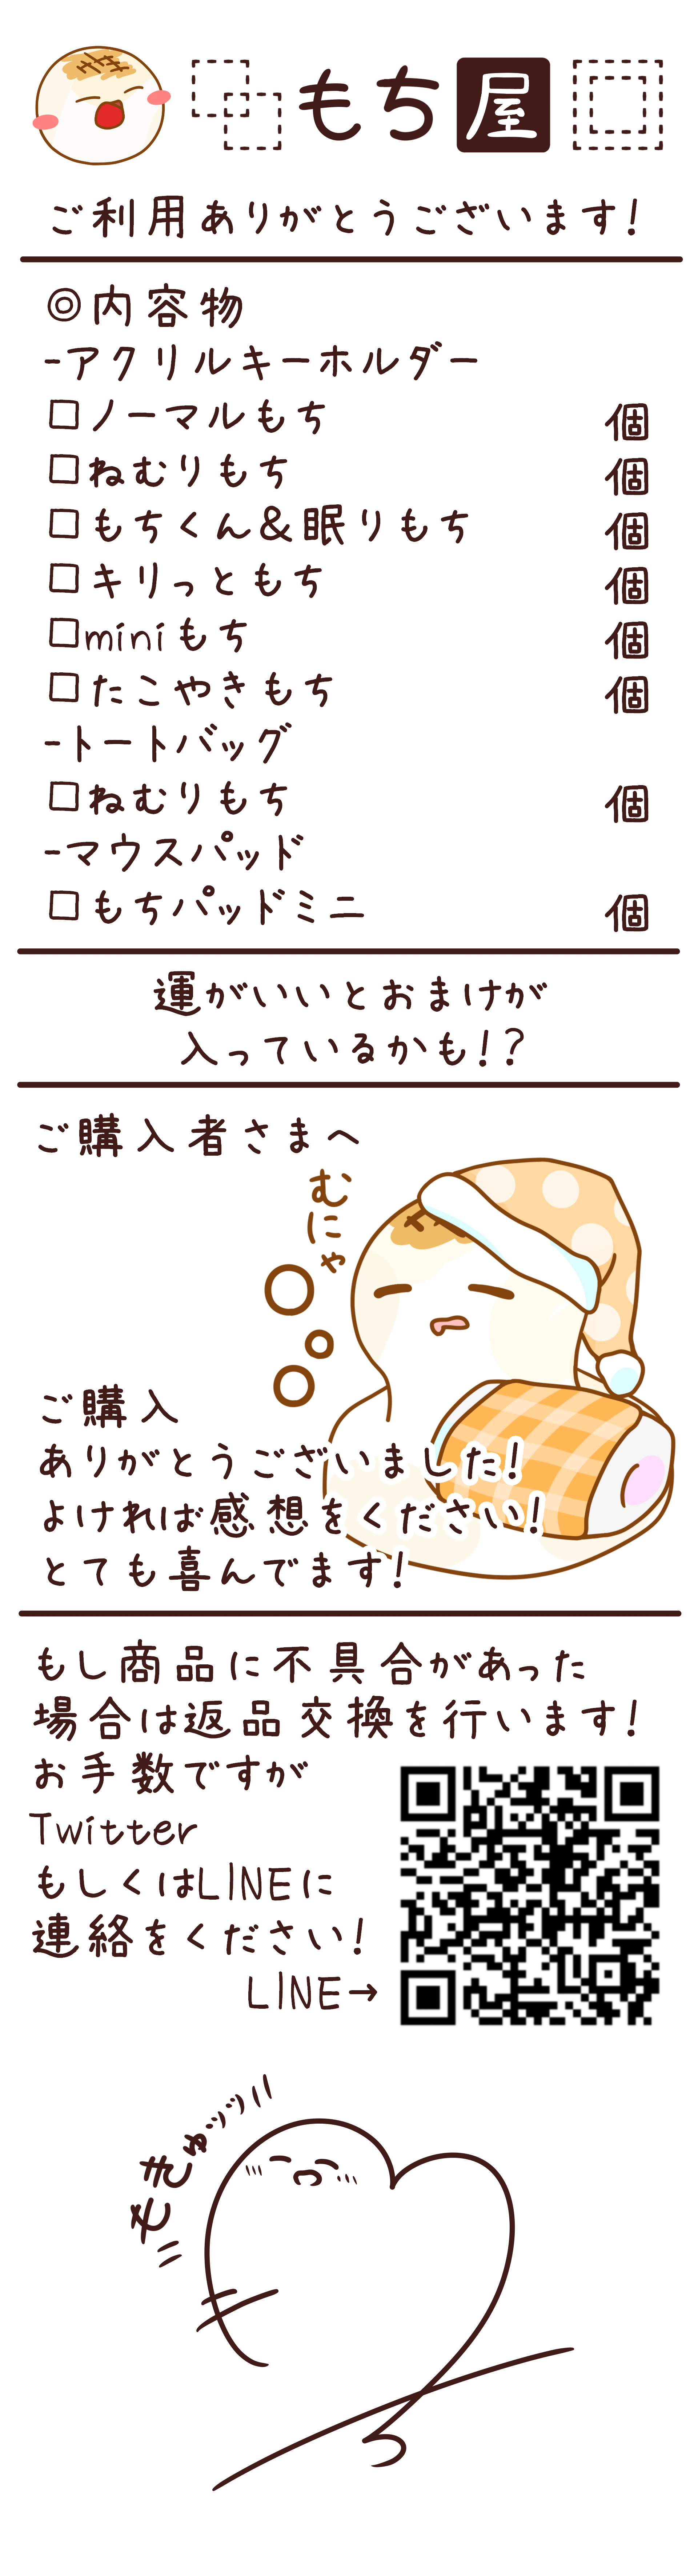 もち屋
ご利用ありがとうございます!
◎内容物
-アクリルキーホルダー
□ノーマルもち 個
□ねむりもち 個
□もちくん&眠りもち 個
□キリっともち 個
□miniもち 個
□たこやきもち 個
-トートバッグ
□ねむりもち 個
-マウスパッド
□もちパッドミニ 個
運がいいとおまけが
入っているかも!?
ご購入者さまへ
むにゃ
ご購入
ありがとうございました!
よければ感想をください!
とても喜んでます!
もし商品に不具合があった
場合は返品交換を行います!
お手数ですが
Twitter
もしくはLINEに
連絡をください!
LINE→
もきゅッッ